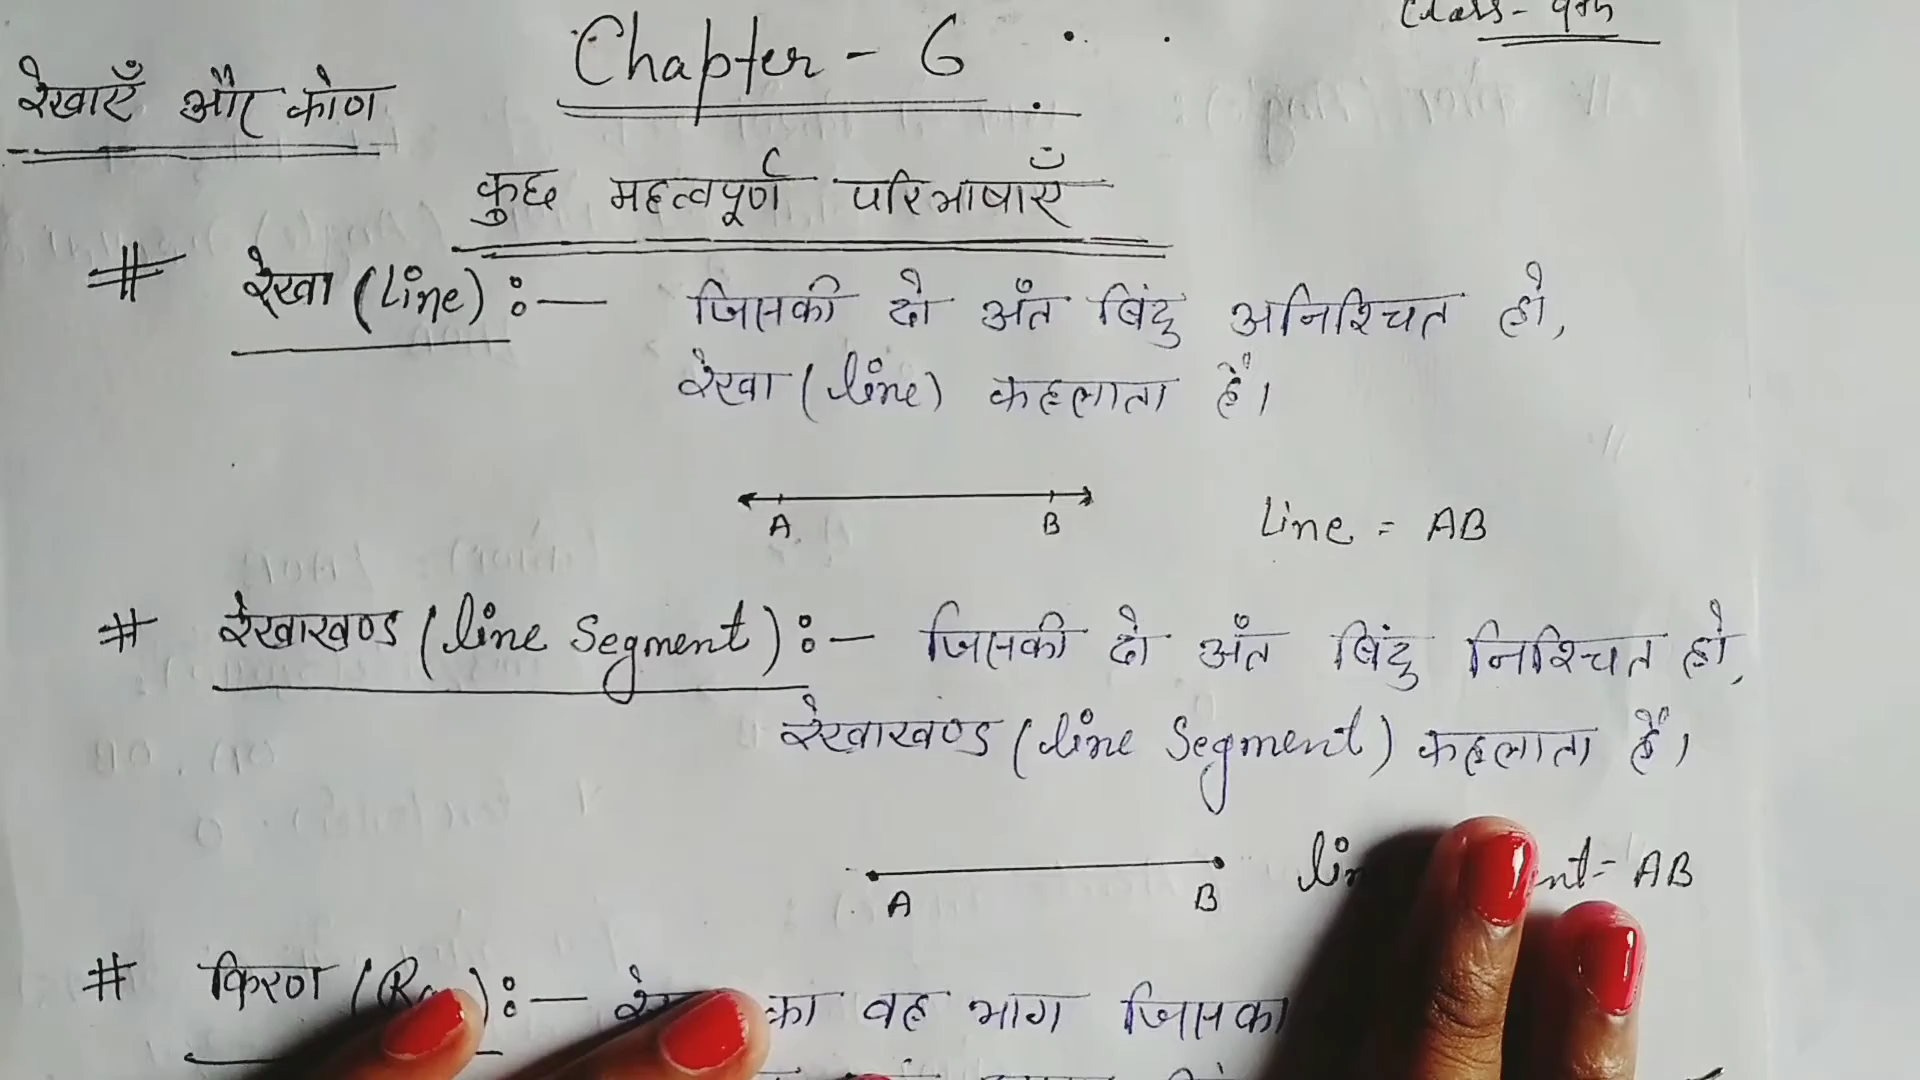 Class- 9th
Chapter - 6
रेखाएँ और कोण
कुछ महत्वपूर्ण परिभाषाएँ
# रेखा (Line) :— जिसकी दो अंत बिंदु अनिश्चित हो,
रेखा (line) कहलाता है।
A B Line = AB
# रेखाखण्ड (line Segment) :— जिसकी दो अंत बिंदु निश्चित हो,
रेखाखण्ड (line Segment) कहलाता है।
A B = AB
# किरण :— का वह भाग जिसका